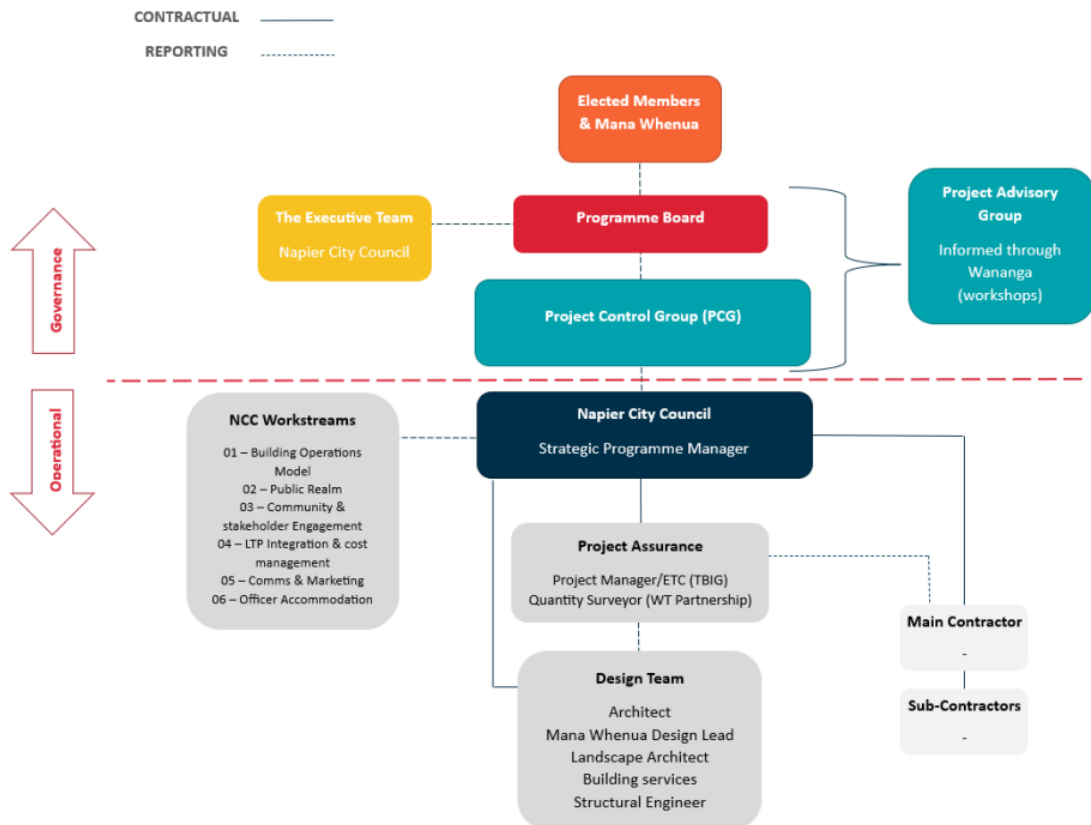 CONTRACTUAL
REPORTING
Elected Members
& Mana Whenua
The Executive Team
Napier City Council
Programme Board
Project Advisory
Group
Informed through
Wananga
(workshops)
Project Control Group (PCG)
Governance
Operational
NCC Workstreams
01 – Building Operations
Model
02 – Public Realm
03 – Community &
stakeholder Engagement
04 – LTP Integration & cost
management
05 – Comms & Marketing
06 – Officer Accommodation
Napier City Council
Strategic Programme Manager
Project Assurance
Project Manager/ETC (TBIG)
Quantity Surveyor (WT Partnership)
Main Contractor
-
Sub-Contractors
-
Design Team
Architect
Mana Whenua Design Lead
Landscape Architect
Building services
Structural Engineer